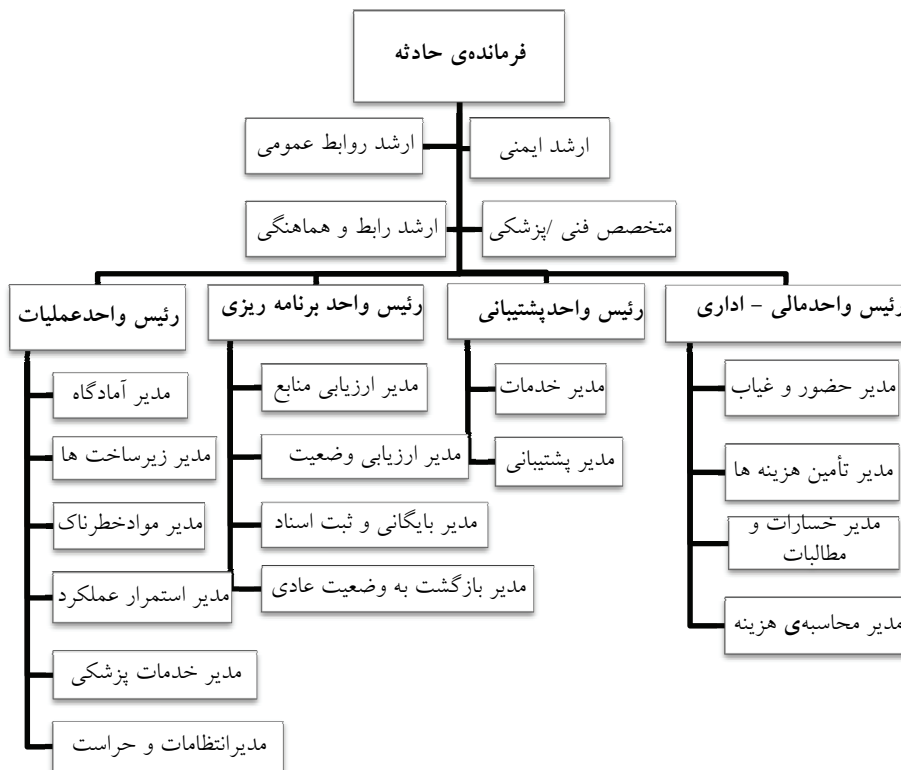 فرمانده‌ی حادثه
ارشد ایمنی
ارشد روابط عمومی
متخصص فنی /پزشکی
ارشد رابط و هماهنگی
رئیس واحدمالی – اداری
رئیس واحدپشتیبانی
رئیس واحد برنامه ریزی
رئیس واحدعملیات
مدیر حضور و غیاب
مدیر تأمین هزینه ها
مدیر خسارات و
مطالبات
مدیر محاسبه‌ی هزینه
مدیر خدمات
مدیر پشتیبانی
مدیر ارزیابی منابع
مدیر ارزیابی وضعیت
مدیر بایگانی و ثبت اسناد
مدیر بازگشت به وضعیت عادی
مدیر آمادگاه
مدیر زیرساخت ها
مدیر موادخطرناک
مدیر استمرار عملکرد
مدیر خدمات پزشکی
مدیرانتظامات و حراست